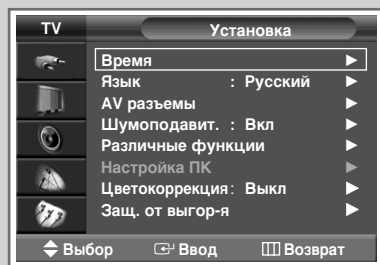 TV Установка
Время
Язык : Русский
AV разъемы
Шумоподавит. : Вкл
Различные функции
Настройка ПК
Цветокоррекция: Выкл
Защ. от выгор-я
Выбор Ввод Возврат